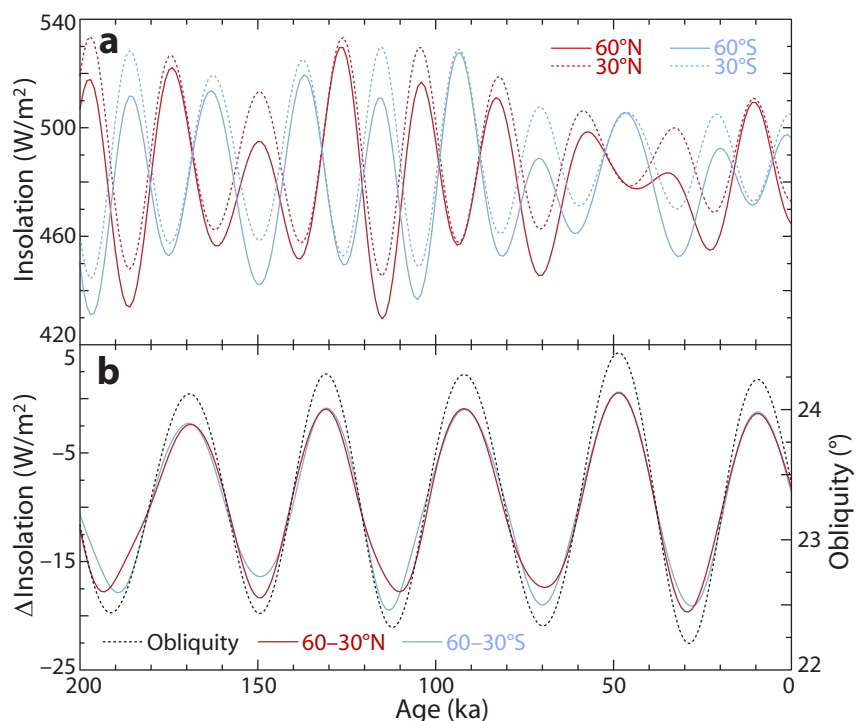 a
60°N 60°S
30°N 30°S
Insolation (W/m²)
540
500
460
420
b
ΔInsolation (W/m²)
5
−5
−15
−25
Obliquity (°)
24
23
22
Obliquity 60–30°N 60–30°S
200 150 100 50 0
Age (ka)